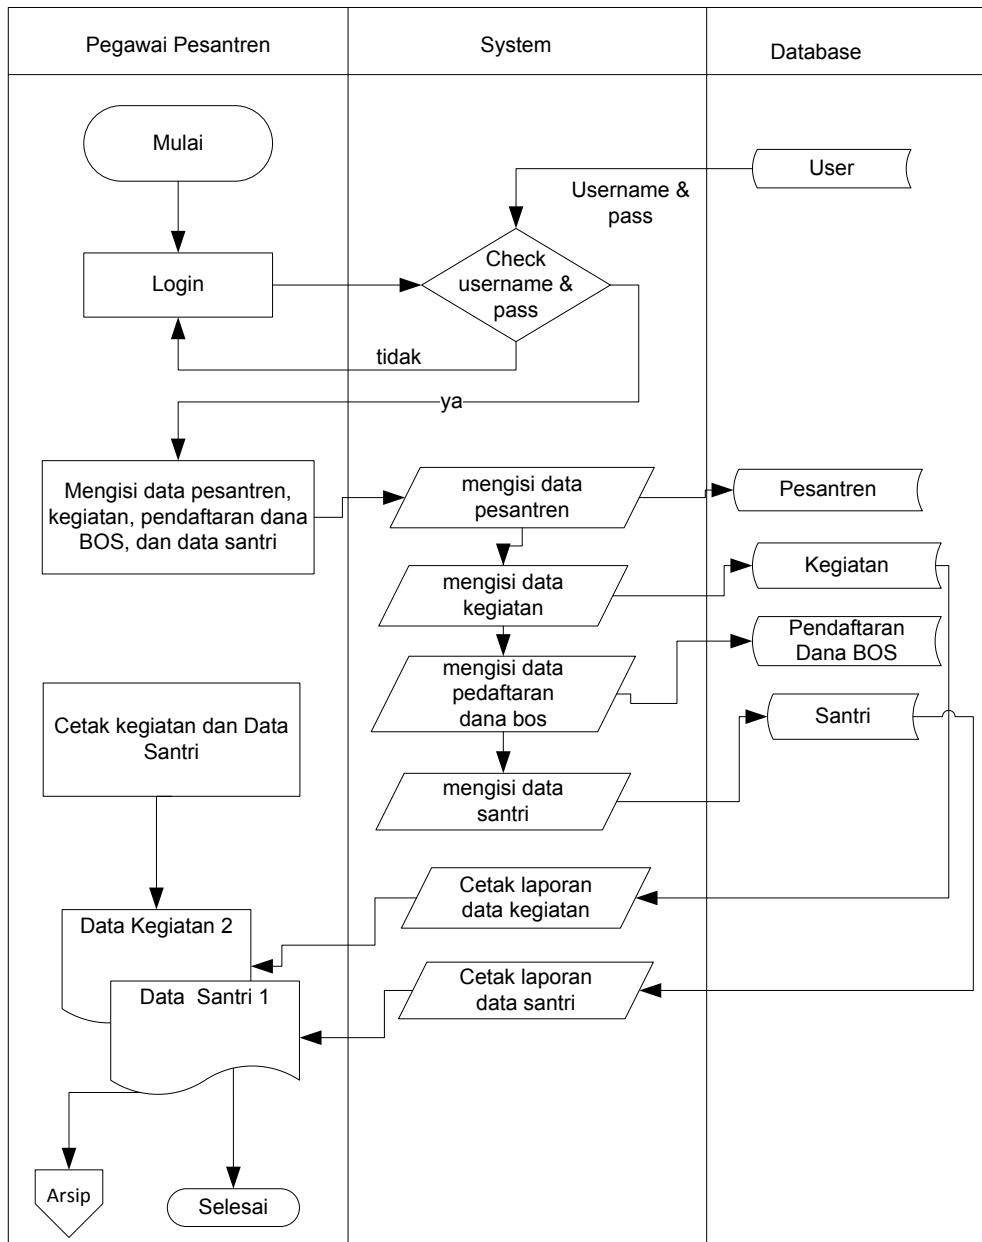 Pegawai Pesantren
System
Database
Mulai
User
Username &
pass
Check
username &
pass
Login
tidak
ya
Mengisi data pesantren,
kegiatan, pendaftaran dana
BOS, dan data santri
mengisi data
pesantren
Pesantren
mengisi data
kegiatan
Kegiatan
mengisi data
pedaftaran
dana bos
Pendaftaran
Dana BOS
Cetak kegiatan dan Data
Santri
Santri
mengisi data
santri
Cetak laporan
data kegiatan
Data Kegiatan 2
Cetak laporan
data santri
Data Santri 1
Arsip
Selesai